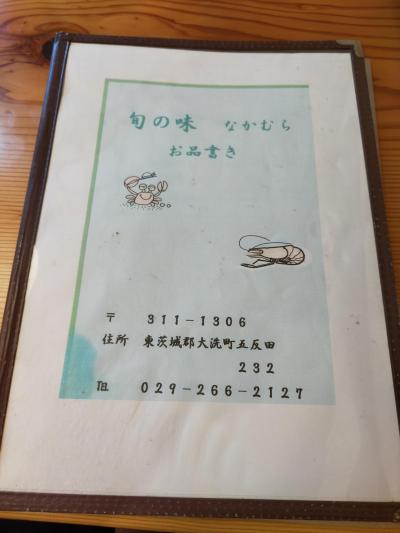 旬の味 なかむら
お品書き
〒 311-1306
住所 東茨城郡大洗町五反田
232
℡ 029-266-2127